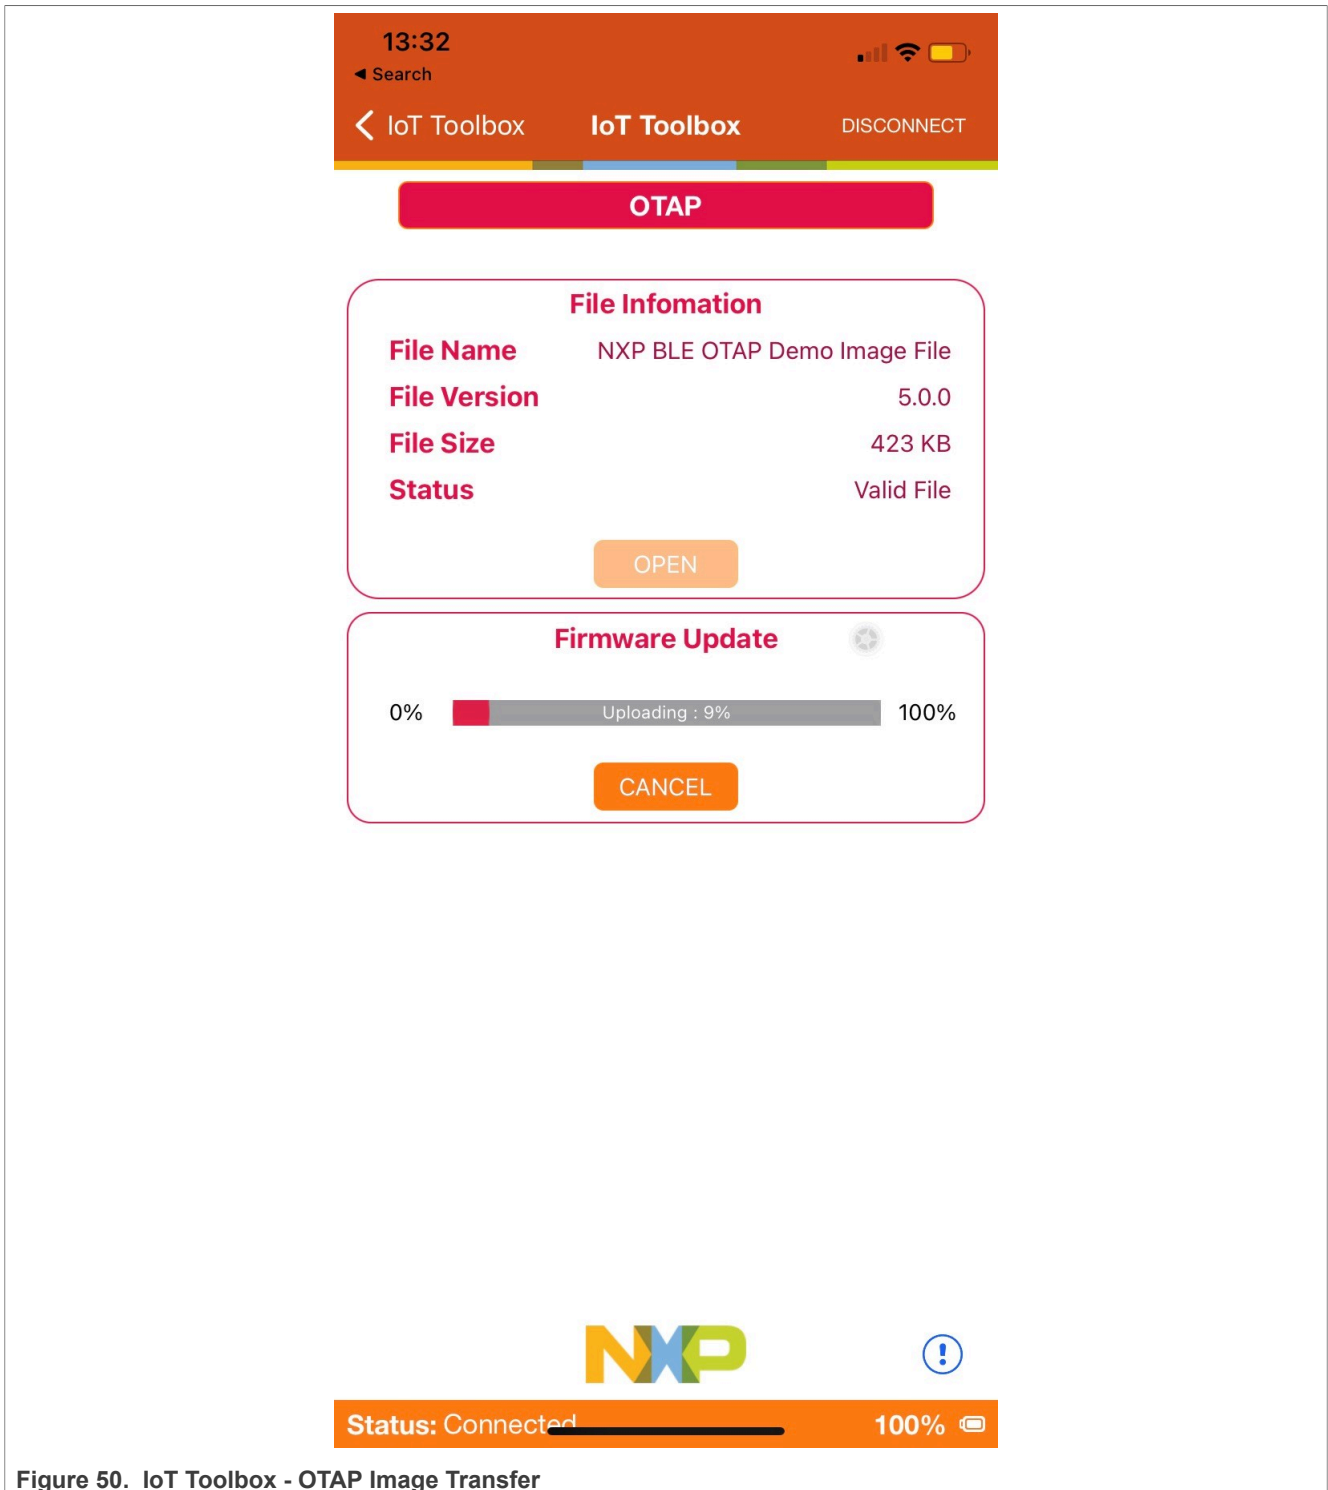 13:32
◀ Search
IoT Toolbox IoT Toolbox DISCONNECT
OTAP
File Infomation
File Name NXP BLE OTAP Demo Image File
File Version 5.0.0
File Size 423 KB
Status Valid File
OPEN
Firmware Update
0% Uploading : 9% 100%
CANCEL
NXP
Status: Connected 100%
Figure 50. IoT Toolbox - OTAP Image Transfer